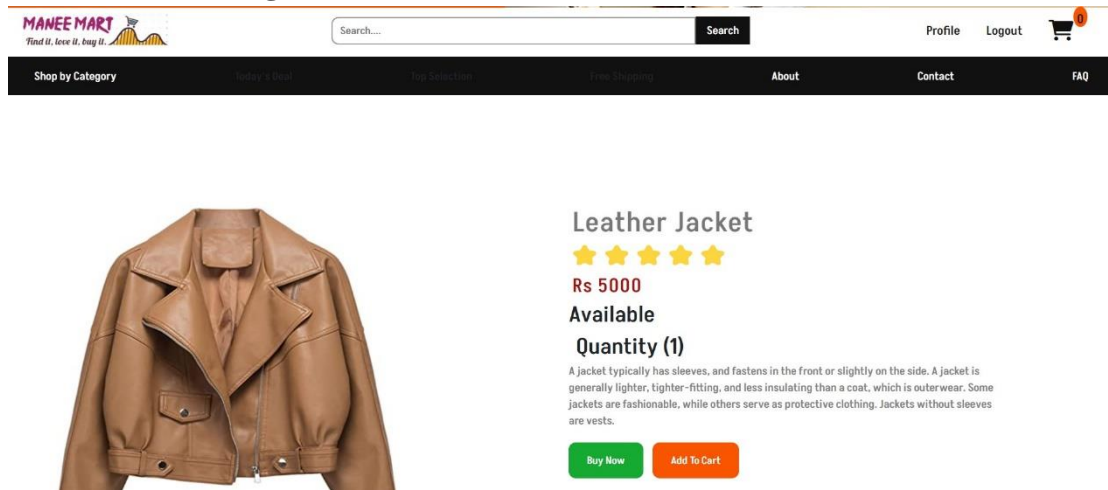 MANEE MART
Find it, love it, buy it.
Search....
Search
Profile
Logout
0
Shop by Category
Today's Deal
Top Selection
Free Shipping
About
Contact
FAQ
Leather Jacket
Rs 5000
Available
Quantity (1)
A jacket typically has sleeves, and fastens in the front or slightly on the side. A jacket is
generally lighter, tighter-fitting, and less insulating than a coat, which is outerwear. Some
jackets are fashionable, while others serve as protective clothing. Jackets without sleeves
are vests.
Buy Now
Add To Cart